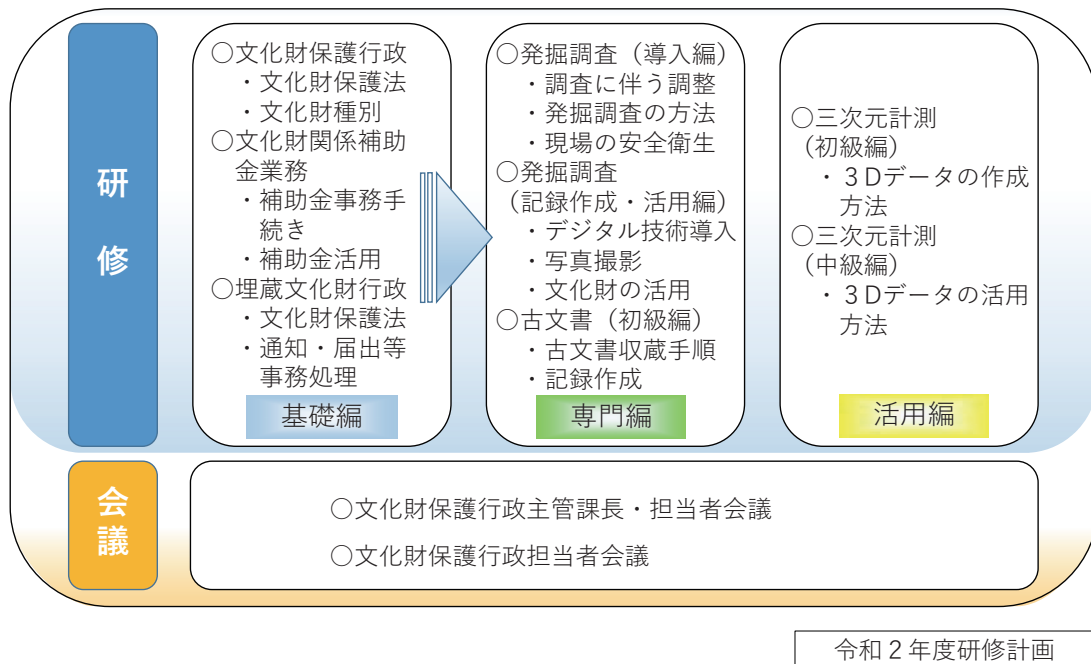 研修
○文化財保護行政
・文化財保護法
・文化財種別
○文化財関係補助
金業務
・補助金事務手
続き
・補助金活用
○埋蔵文化財行政
・文化財保護法
・通知・届出等
事務処理
基礎編
○発掘調査（導入編）
・調査に伴う調整
・発掘調査の方法
・現場の安全衛生
○発掘調査
（記録作成・活用編）
・デジタル技術導入
・写真撮影
・文化財の活用
○古文書（初級編）
・古文書収蔵手順
・記録作成
専門編
○三次元計測
（初級編）
・３Dデータの作成
方法
○三次元計測
（中級編）
・３Dデータの活用
方法
活用編
会議
○文化財保護行政主管課長・担当者会議
○文化財保護行政担当者会議
令和２年度研修計画